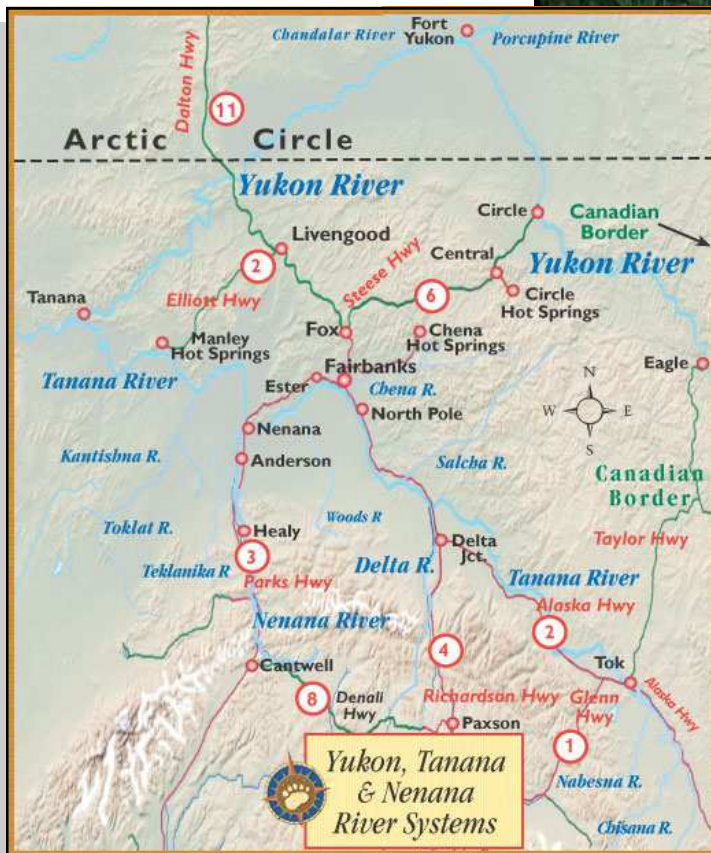 Fort
Yukon
Chandalar River
Porcupine River
Dalton Hwy
11
Arctic Circle
Yukon River
Circle
Canadian
Border
Livengood
Central
Yukon River
2
Steese Hwy
6
Elliott Hwy
Circle
Hot Springs
Tanana
Fox
Chena
Hot Springs
Manley
Hot Springs
Fairbanks
Eagle
Tanana River
Ester
Chena R.
N
W E
S
North Pole
Nenana
Kantishna R.
Anderson
Salcha R.
Canadian
Border
Toklat R.
Woods R
Healy
Taylor Hwy
3
Delta R.
Delta
Jct.
Teklanika R
Parks Hwy
Tanana River
Nenana River
Alaska Hwy
2
4
Cantwell
Tok
8
Denali
Hwy
Richardson Hwy
Glenn
Hwy
Alaska Hwy
Paxson
1
Yukon, Tanana
& Nenana
River Systems
Nabesna R.
Chisana R.